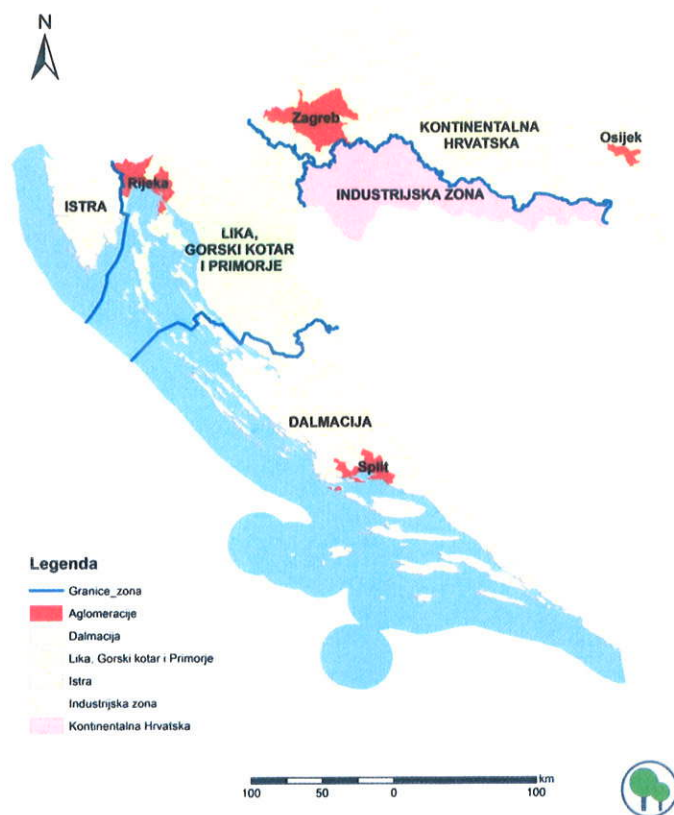 N
Zagreb
KONTINENTALNA
HRVATSKA
Osijek
Rijeka
ISTRA
INDUSTRIJSKA ZONA
LIKA,
GORSKI KOTAR
I PRIMORJE
DALMACIJA
Split
Legenda
Granice_zona
Aglomeracije
Dalmacija
Lika, Gorski kotar i Primorje
Istra
Industrijska zona
Kontinentalna Hrvatska
km
100 50 0 100